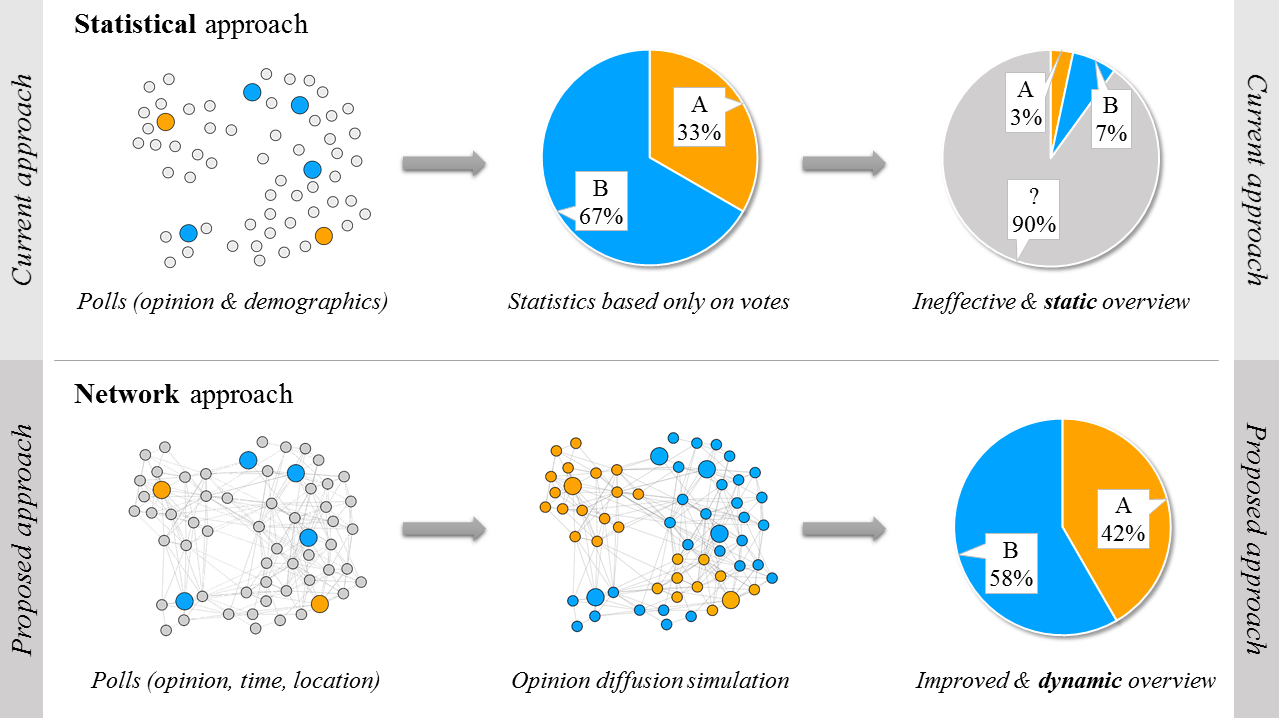 Statistical approach
Current approach
Current approach
A
33%
B
67%
A
3%
B
7%
?
90%
Polls (opinion & demographics)
Statistics based only on votes
Ineffective & static overview
Network approach
Proposed approach
Proposed approach
A
42%
B
58%
Polls (opinion, time, location)
Opinion diffusion simulation
Improved & dynamic overview